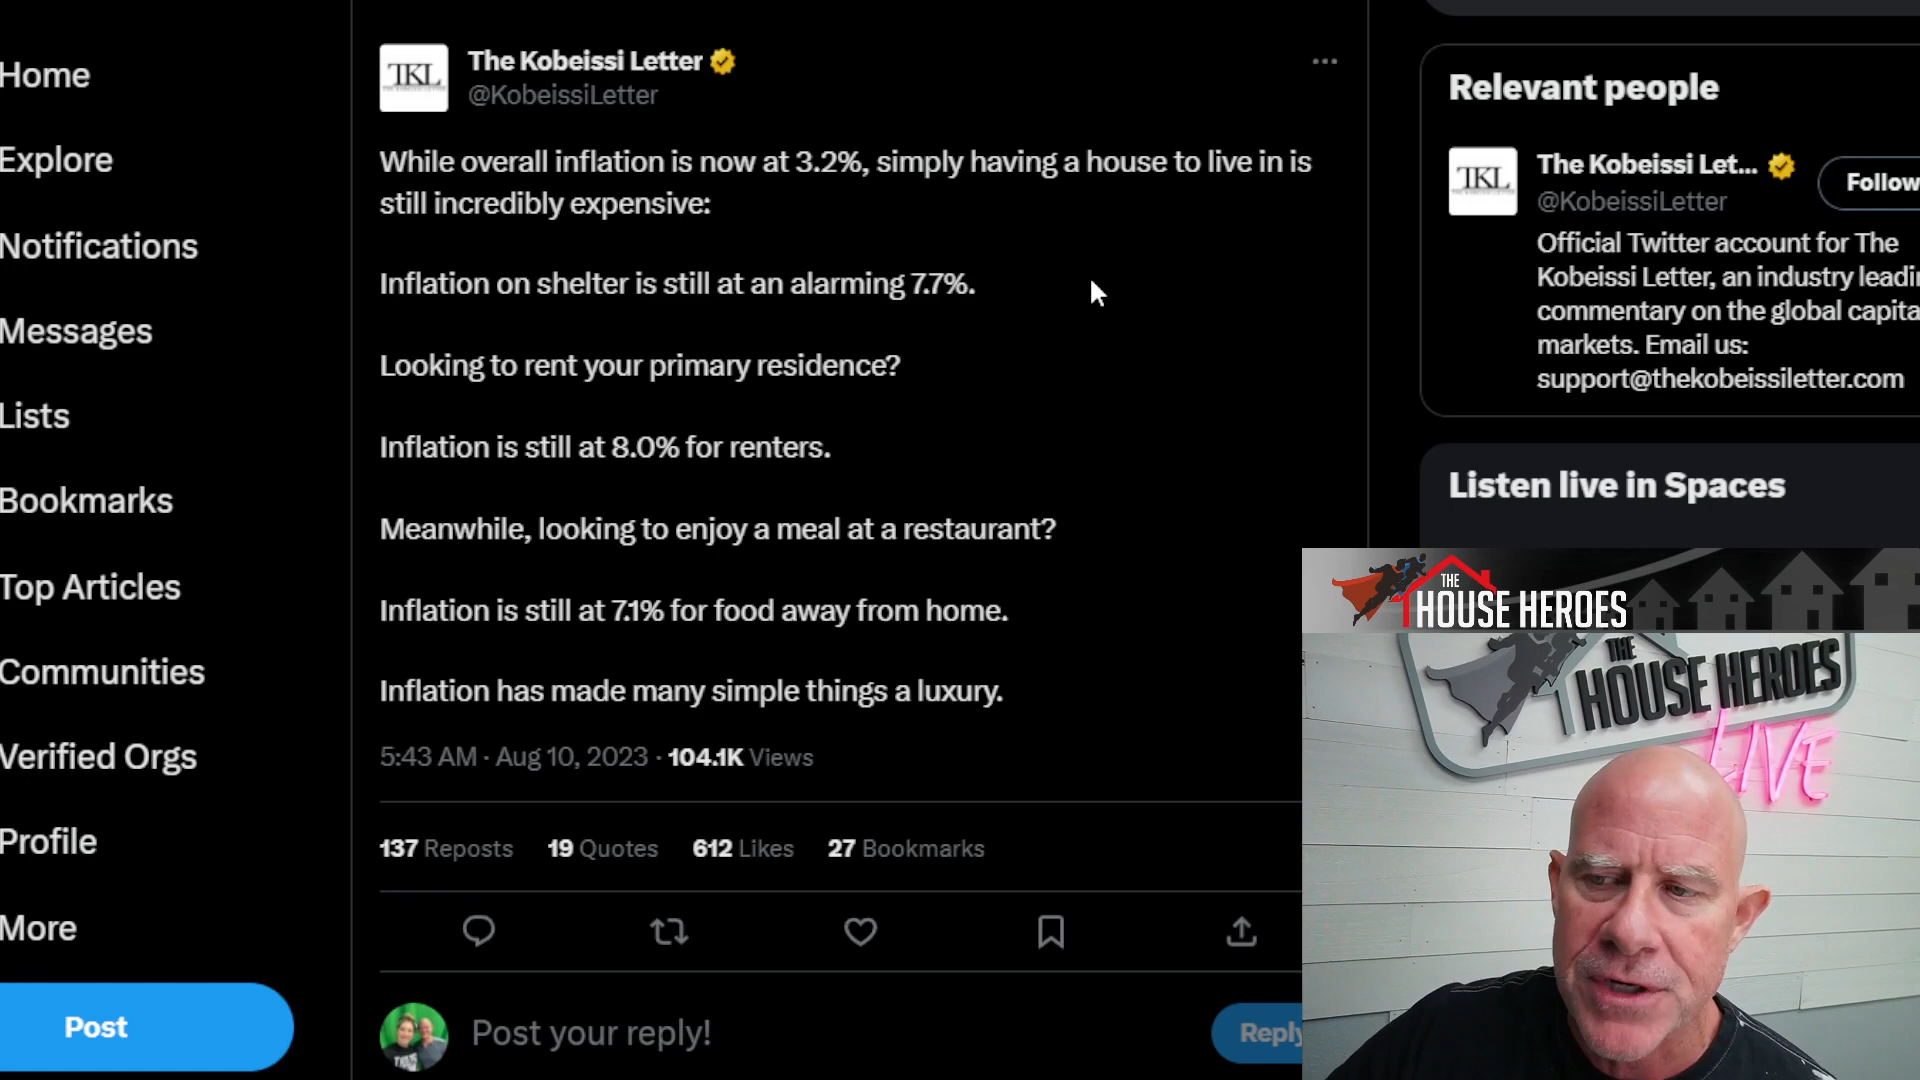 Home
Explore
Notifications
Messages
Lists
Bookmarks
Top Articles
Communities
Verified Orgs
Profile
More
Post
TKL
The Kobeissi Letter
@KobeissiLetter
While overall inflation is now at 3.2%, simply having a house to live in is
still incredibly expensive:
Inflation on shelter is still at an alarming 7.7%.
Looking to rent your primary residence?
Inflation is still at 8.0% for renters.
Meanwhile, looking to enjoy a meal at a restaurant?
Inflation is still at 7.1% for food away from home.
Inflation has made many simple things a luxury.
5:43 AM · Aug 10, 2023 · 104.1K Views
137 Reposts 19 Quotes 612 Likes 27 Bookmarks
Post your reply!
Reply
Relevant people
TKL
The Kobeissi Let...
@KobeissiLetter
Follow
Official Twitter account for The
Kobeissi Letter, an industry leadi
commentary on the global capita
markets. Email us:
support@thekobeissiletter.com
Listen live in Spaces
THE
HOUSE HEROES
THE
HOUSE HEROES
LIVE